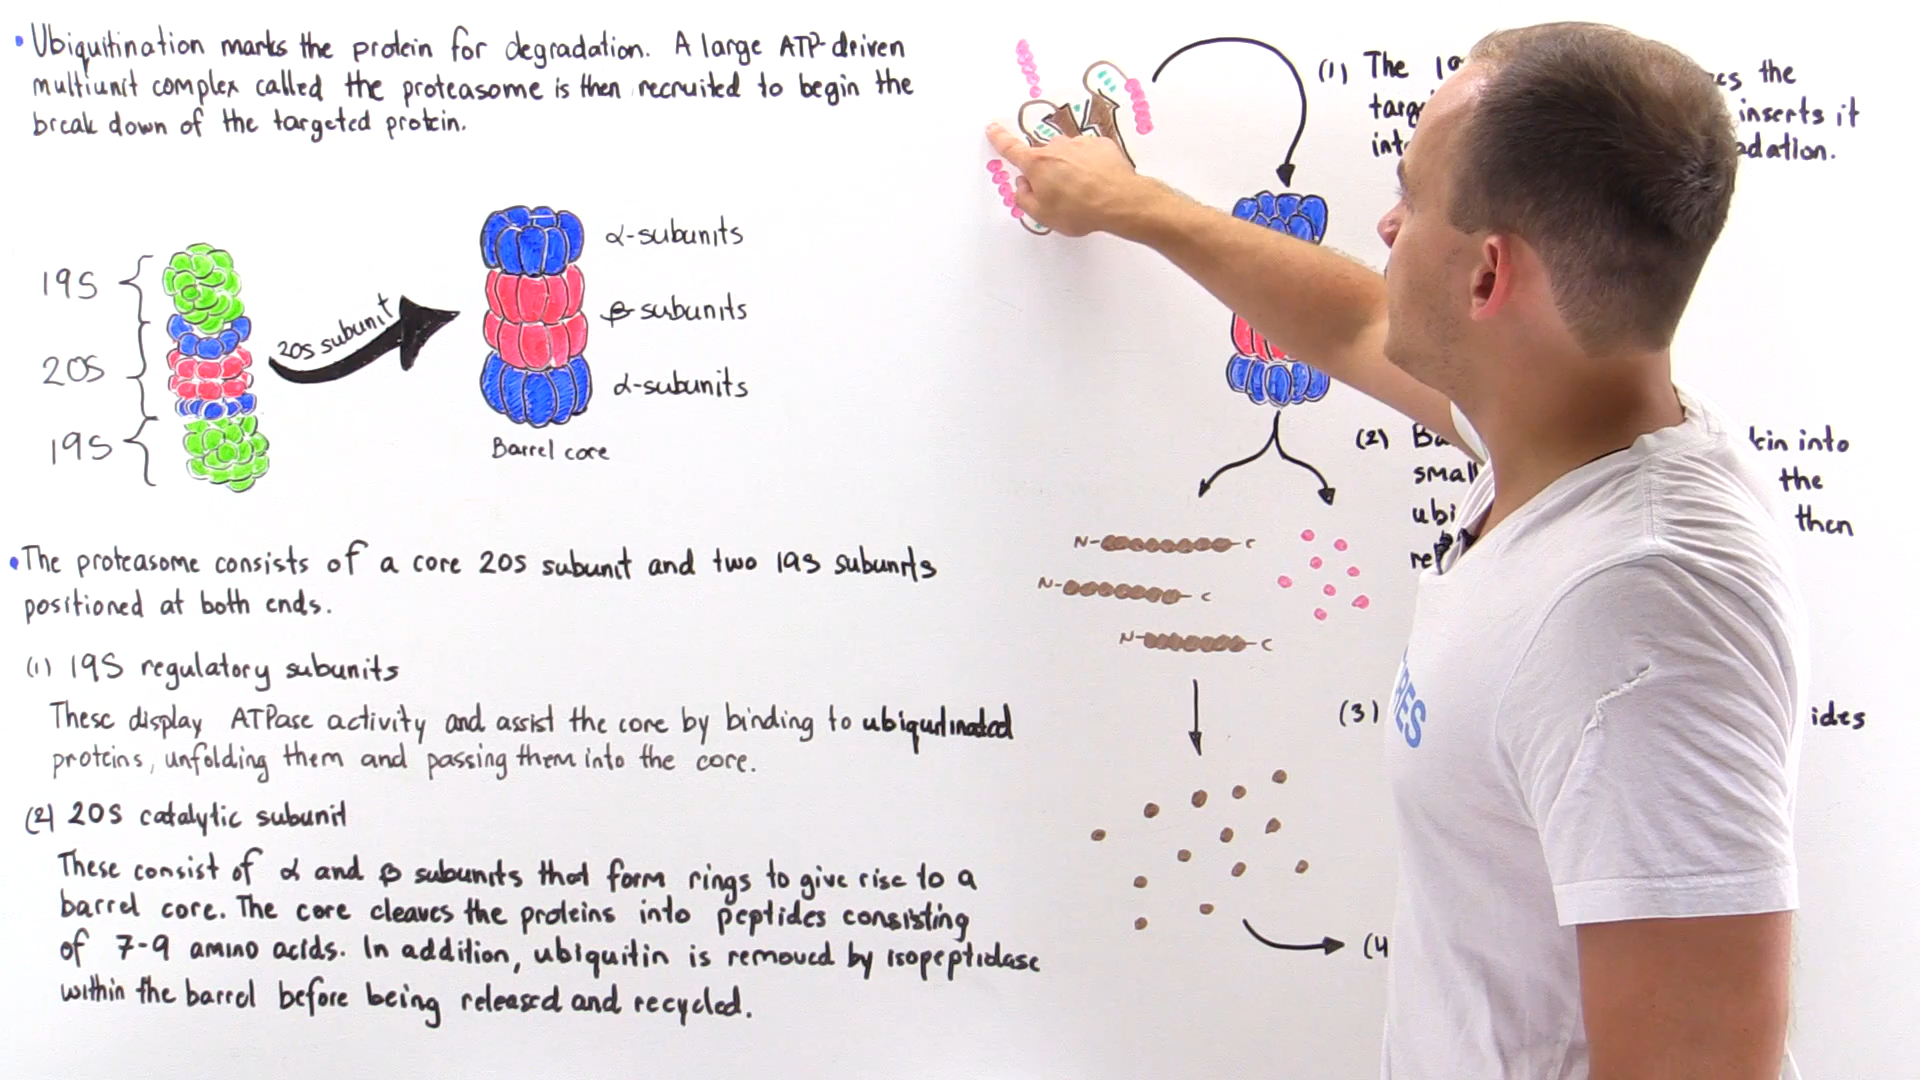 • Ubiquitination marks the protein for degradation. A large ATP-driven
multiunit complex called the proteasome is then recruited to begin the
break down of the targeted protein.
19S
20S
19S
20S subunit
α-subunits
β-subunits
α-subunits
Barrel core
• The proteasome consists of a core 20S subunit and two 19S subunits
positioned at both ends.
(1) 19S regulatory subunits
These display ATPase activity and assist the core by binding to ubiquitinated
proteins, unfolding them and passing them into the core.
(2) 20S catalytic subunit
These consist of α and β subunits that form rings to give rise to a
barrel core. The core cleaves the proteins into peptides consisting
of 7-9 amino acids. In addition, ubiquitin is removed by isopeptidase
within the barrel before being released and recycled.
(1) The the
inserts it
(2) into
the
then
N- -C
N- -C
N- -C
(3)
(4